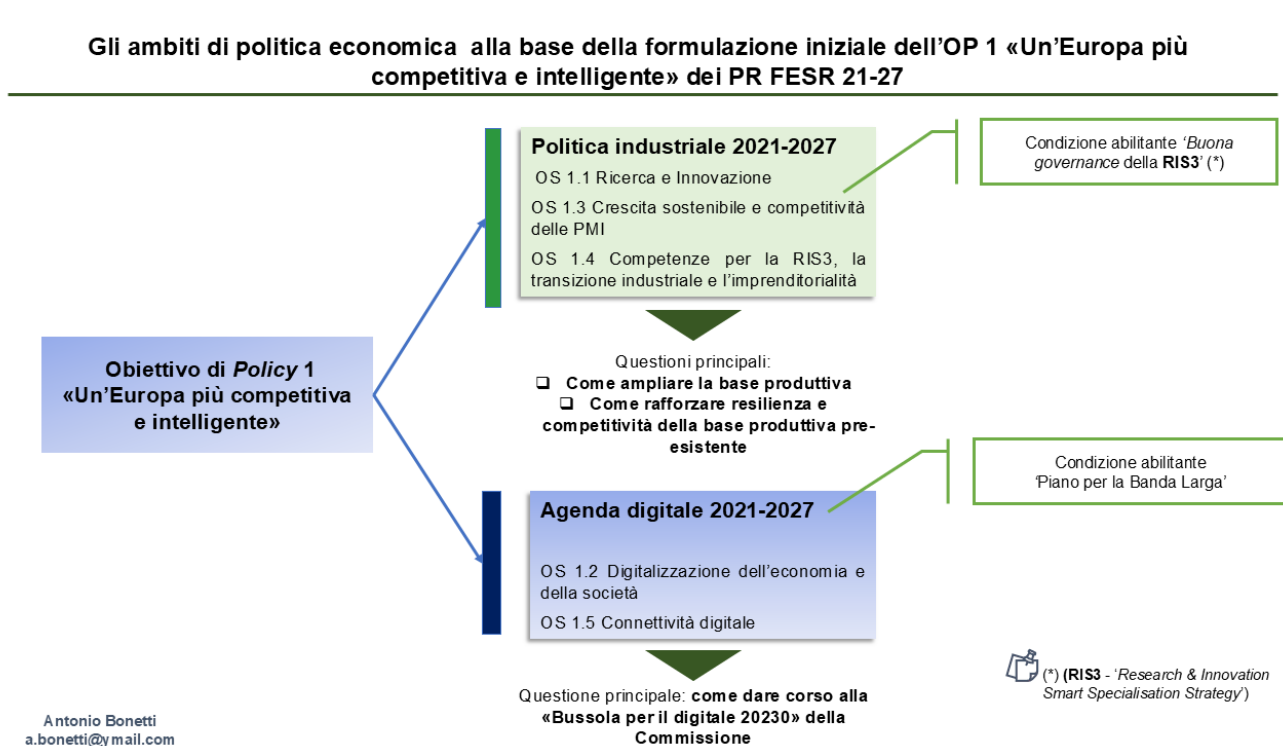 Gli ambiti di politica economica alla base della formulazione iniziale dell’OP 1 «Un’Europa più
competitiva e intelligente» dei PR FESR 21-27
Politica industriale 2021-2027
OS 1.1 Ricerca e Innovazione
OS 1.3 Crescita sostenibile e competitività
delle PMI
OS 1.4 Competenze per la RIS3, la
transizione industriale e l’imprenditorialità
Condizione abilitante ‘Buona
governance della RIS3’ (*)
Obiettivo di Policy 1
«Un’Europa più competitiva
e intelligente»
Questioni principali:
❑ Come ampliare la base produttiva
❑ Come rafforzare resilienza e
competitività della base produttiva pre-
esistente
Condizione abilitante
‘Piano per la Banda Larga’
Agenda digitale 2021-2027
OS 1.2 Digitalizzazione dell’economia e
della società
OS 1.5 Connettività digitale
Questione principale: come dare corso alla
«Bussola per il digitale 20230» della
Commissione
(*) (RIS3 - ‘Research & Innovation
Smart Specialisation Strategy’)
Antonio Bonetti
a.bonetti@ymail.com